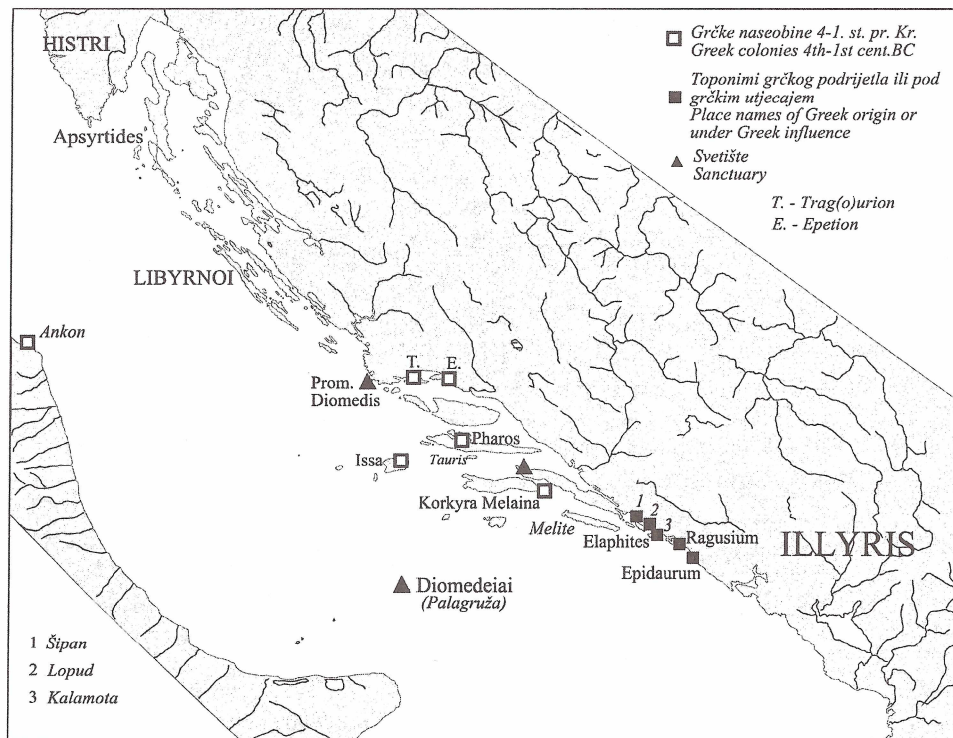 HISTRI
Grčke naseobine 4-1. st. pr. Kr.
Greek colonies 4th-1st cent.BC
Toponimi grčkog podrijetla ili pod
grčkim utjecajem
Place names of Greek origin or
under Greek influence
Svetište
Sanctuary
T. - Trag(o)urion
E. - Epetion
Apsyrtides
LIBYRNOI
Ankon
T.
E.
Prom.
Diomedis
Pharos
Issa
Tauris
Korkyra Melaina
Melite
1
2
3
Elaphites
Ragusium
Epidaurum
ILLYRIS
Diomedeiai
(Palagruža)
1 Šipan
2 Lopud
3 Kalamota